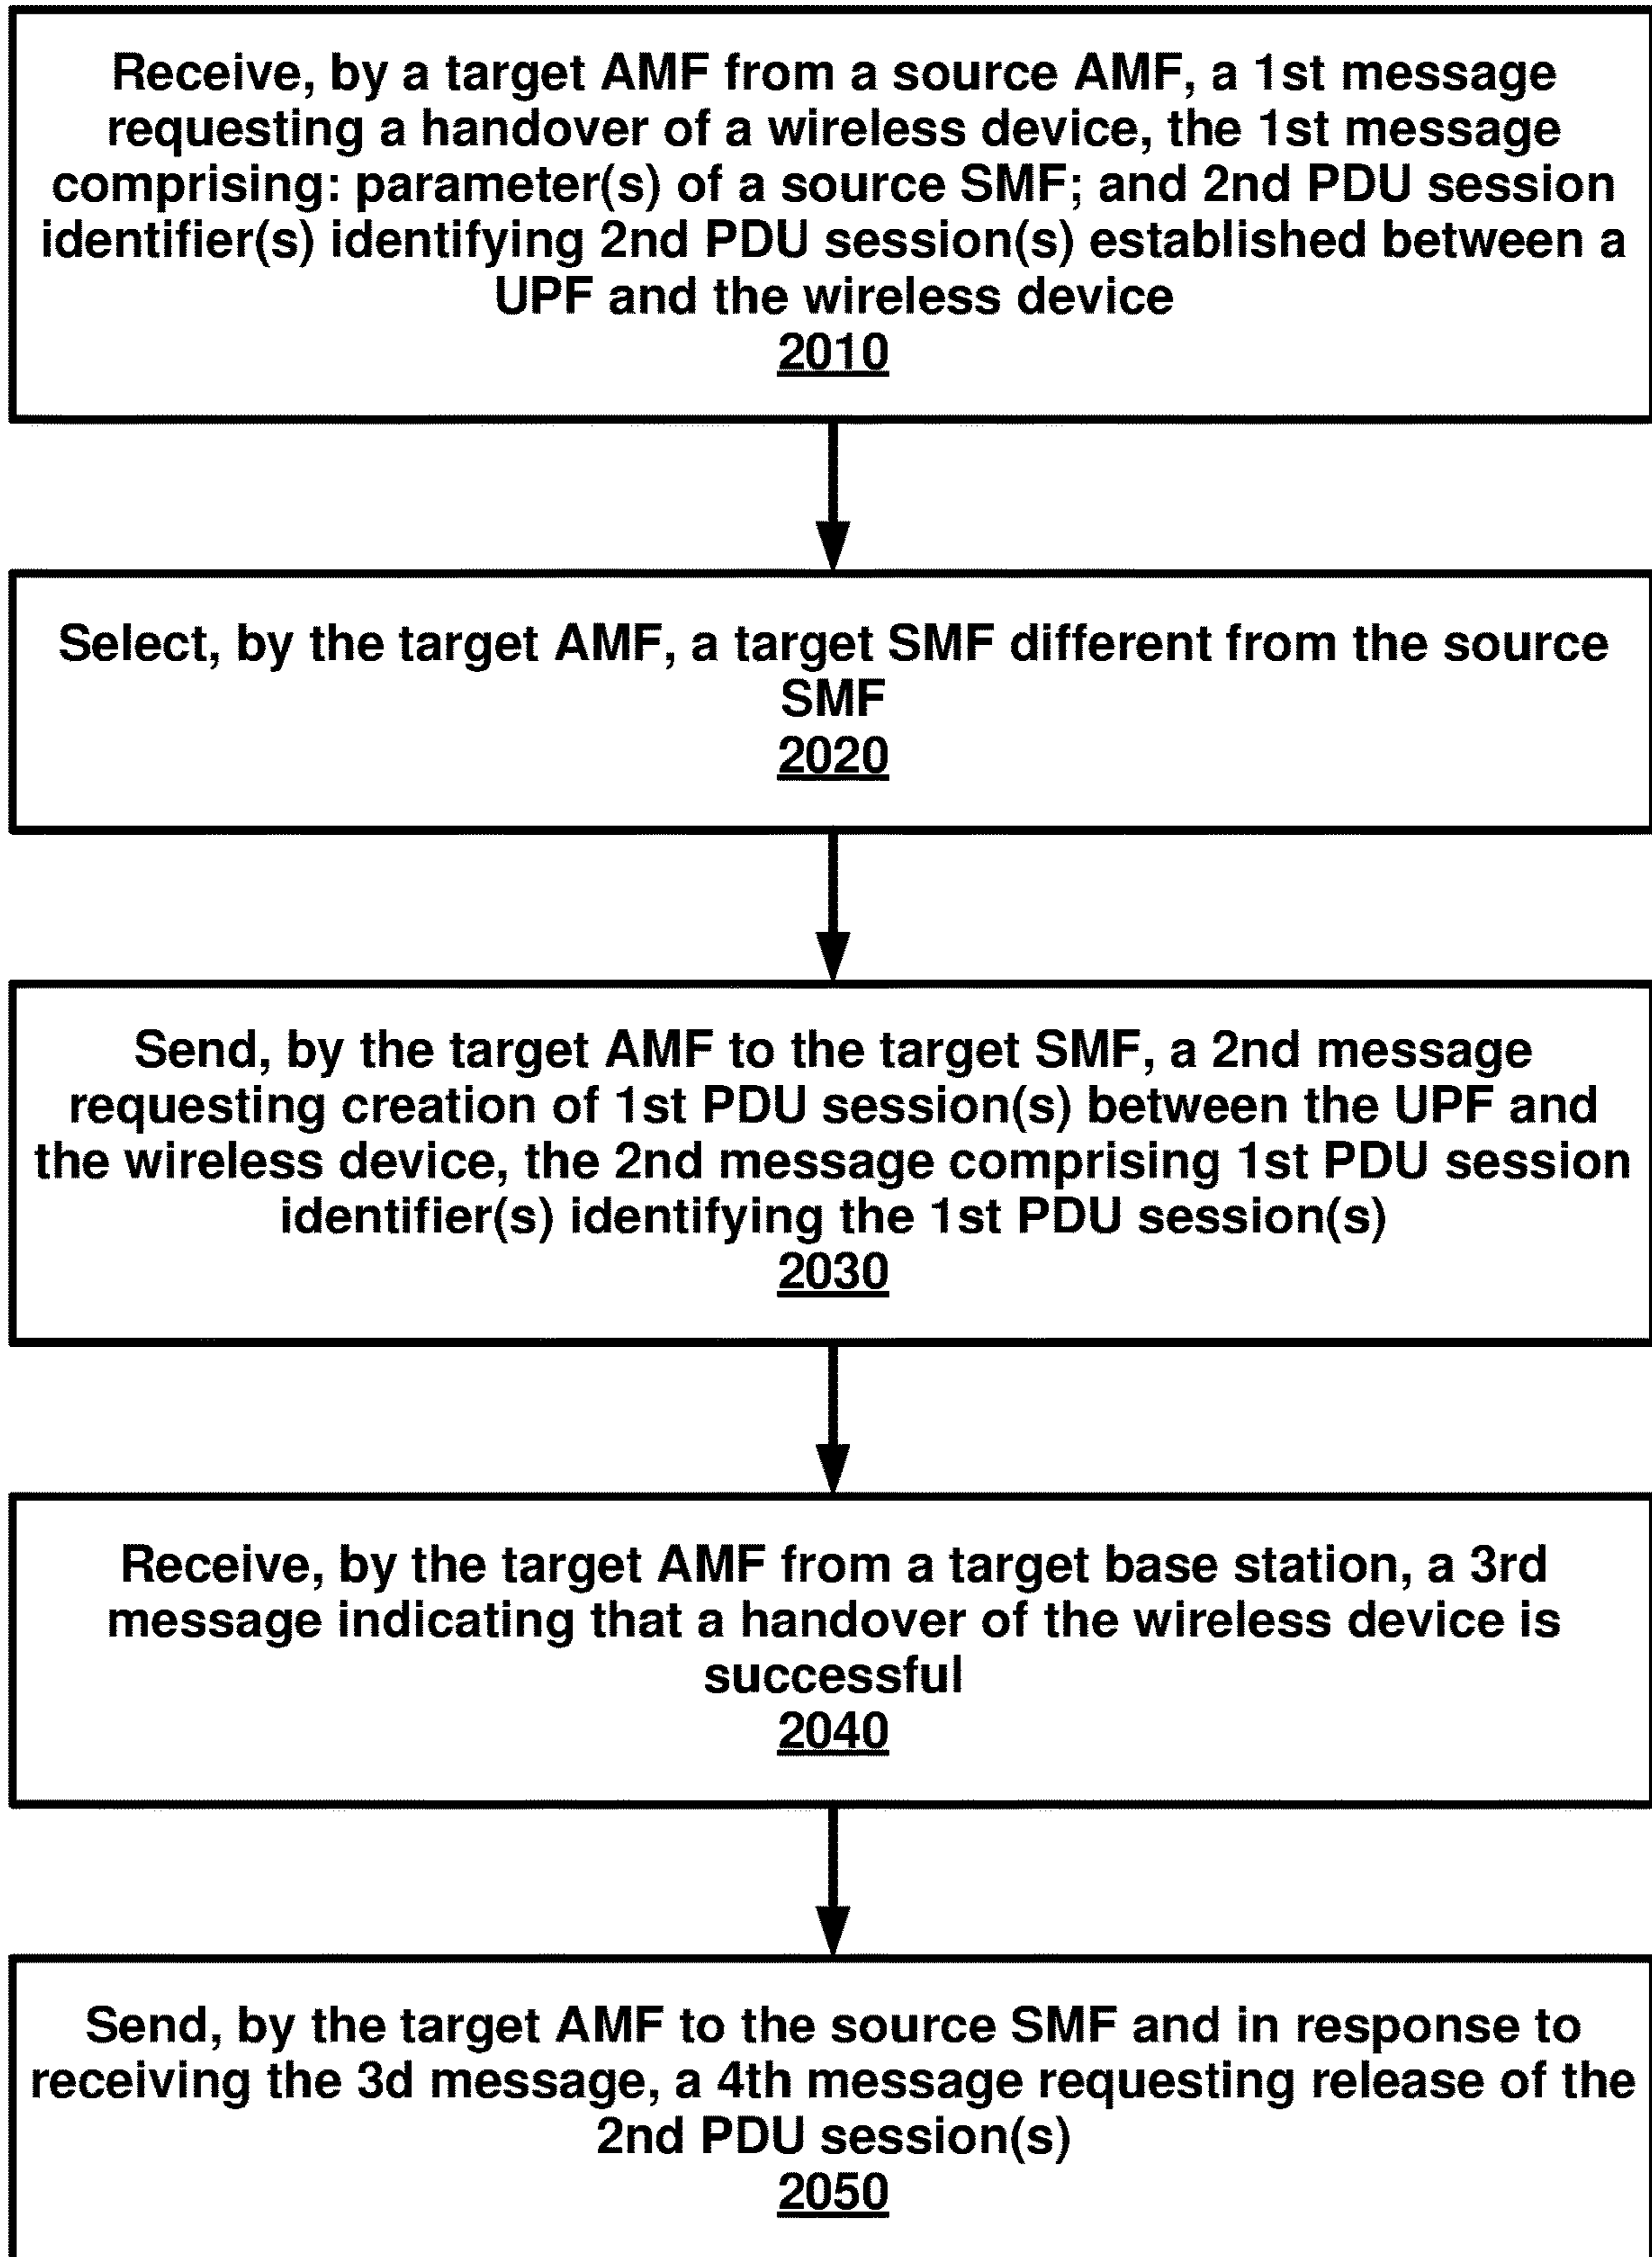 Receive, by a target AMF from a source AMF, a 1st message
requesting a handover of a wireless device, the 1st message
comprising: parameter(s) of a source SMF; and 2nd PDU session
identifier(s) identifying 2nd PDU session(s) established between a
UPF and the wireless device
2010
Select, by the target AMF, a target SMF different from the source
SMF
2020
Send, by the target AMF to the target SMF, a 2nd message
requesting creation of 1st PDU session(s) between the UPF and
the wireless device, the 2nd message comprising 1st PDU session
identifier(s) identifying the 1st PDU session(s)
2030
Receive, by the target AMF from a target base station, a 3rd
message indicating that a handover of the wireless device is
successful
2040
Send, by the target AMF to the source SMF and in response to
receiving the 3d message, a 4th message requesting release of the
2nd PDU session(s)
2050